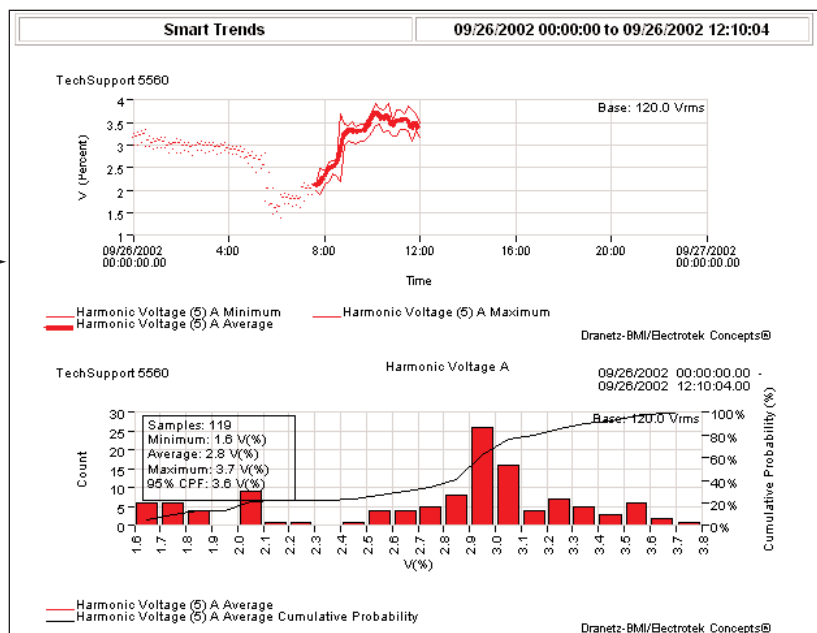 Smart Trends
09/26/2002 00:00:00 to 09/26/2002 12:10:04
TechSupport 5560
Base: 120.0 Vrms
V (Percent)
4
3.5
3
2.5
2
1.5
1
09/26/2002
00:00:00.00
4:00
8:00
12:00
16:00
20:00
09/27/2002
00:00:00.00
Time
Harmonic Voltage (5) A Minimum
Harmonic Voltage (5) A Maximum
Harmonic Voltage (5) A Average
Dranetz-BMI/Electrotek Concepts®
TechSupport 5560
Harmonic Voltage A
09/26/2002 00:00:00.00 -
09/26/2002 12:10:04.00
Base: 120.0 Vrms
Samples: 119
Minimum: 1.6 V(%)
Average: 2.8 V(%)
Maximum: 3.7 V(%)
95% CPF: 3.6 V(%)
Count
30
25
20
15
10
5
0
100%
80%
60%
40%
20%
0%
Cumulative Probability (%)
1.6 1.7 1.8 1.9 2.0 2.1 2.2 2.3 2.4 2.5 2.6 2.7 2.8 2.9 3.0 3.1 3.2 3.3 3.4 3.5 3.6 3.7 3.8
V(%)
Harmonic Voltage (5) A Average
Harmonic Voltage (5) A Average Cumulative Probability
Dranetz-BMI/Electrotek Concepts®